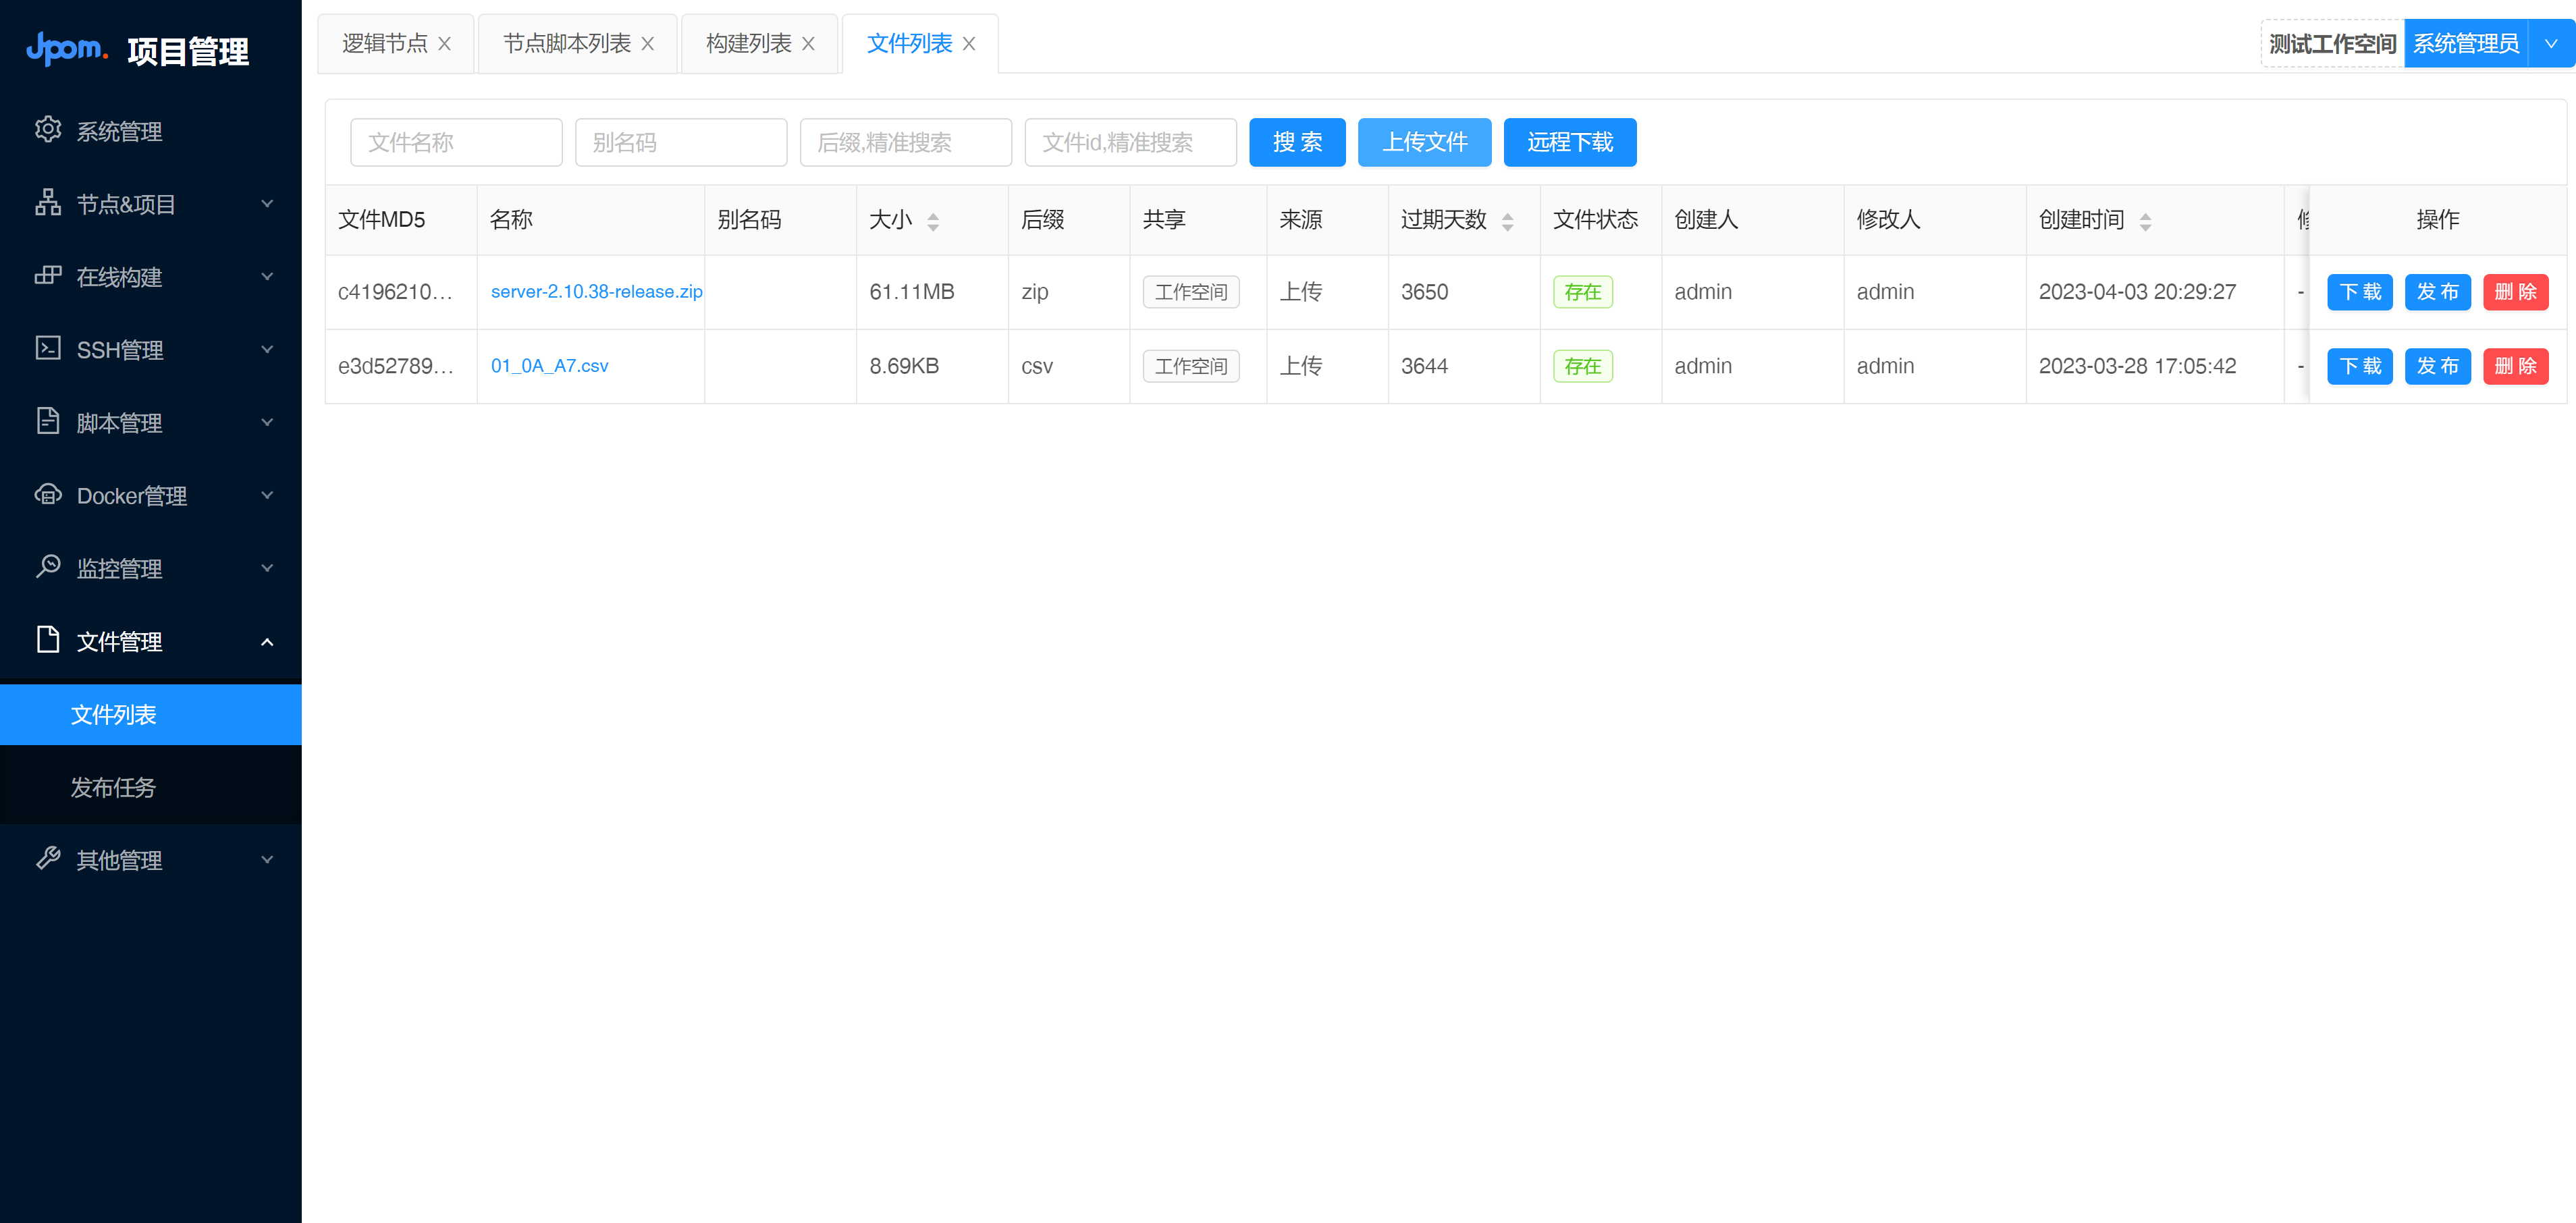 Jpom. 项目管理
系统管理
节点&项目
在线构建
SSH管理
脚本管理
Docker管理
监控管理
文件管理
文件列表
发布任务
其他管理
逻辑节点 节点脚本列表 构建列表 文件列表
测试工作空间 系统管理员
文件名称 别名码 后缀,精准搜索 文件id,精准搜索 搜 索 上传文件 远程下载
文件MD5 名称 别名码 大小 后缀 共享 来源 过期天数 文件状态 创建人 修改人 创建时间 操作
c4196210... server-2.10.38-release.zip 61.11MB zip 工作空间 上传 3650 存在 admin admin 2023-04-03 20:29:27 - 下 载 发 布 删 除
e3d52789... 01_0A_A7.csv 8.69KB csv 工作空间 上传 3644 存在 admin admin 2023-03-28 17:05:42 - 下 载 发 布 删 除